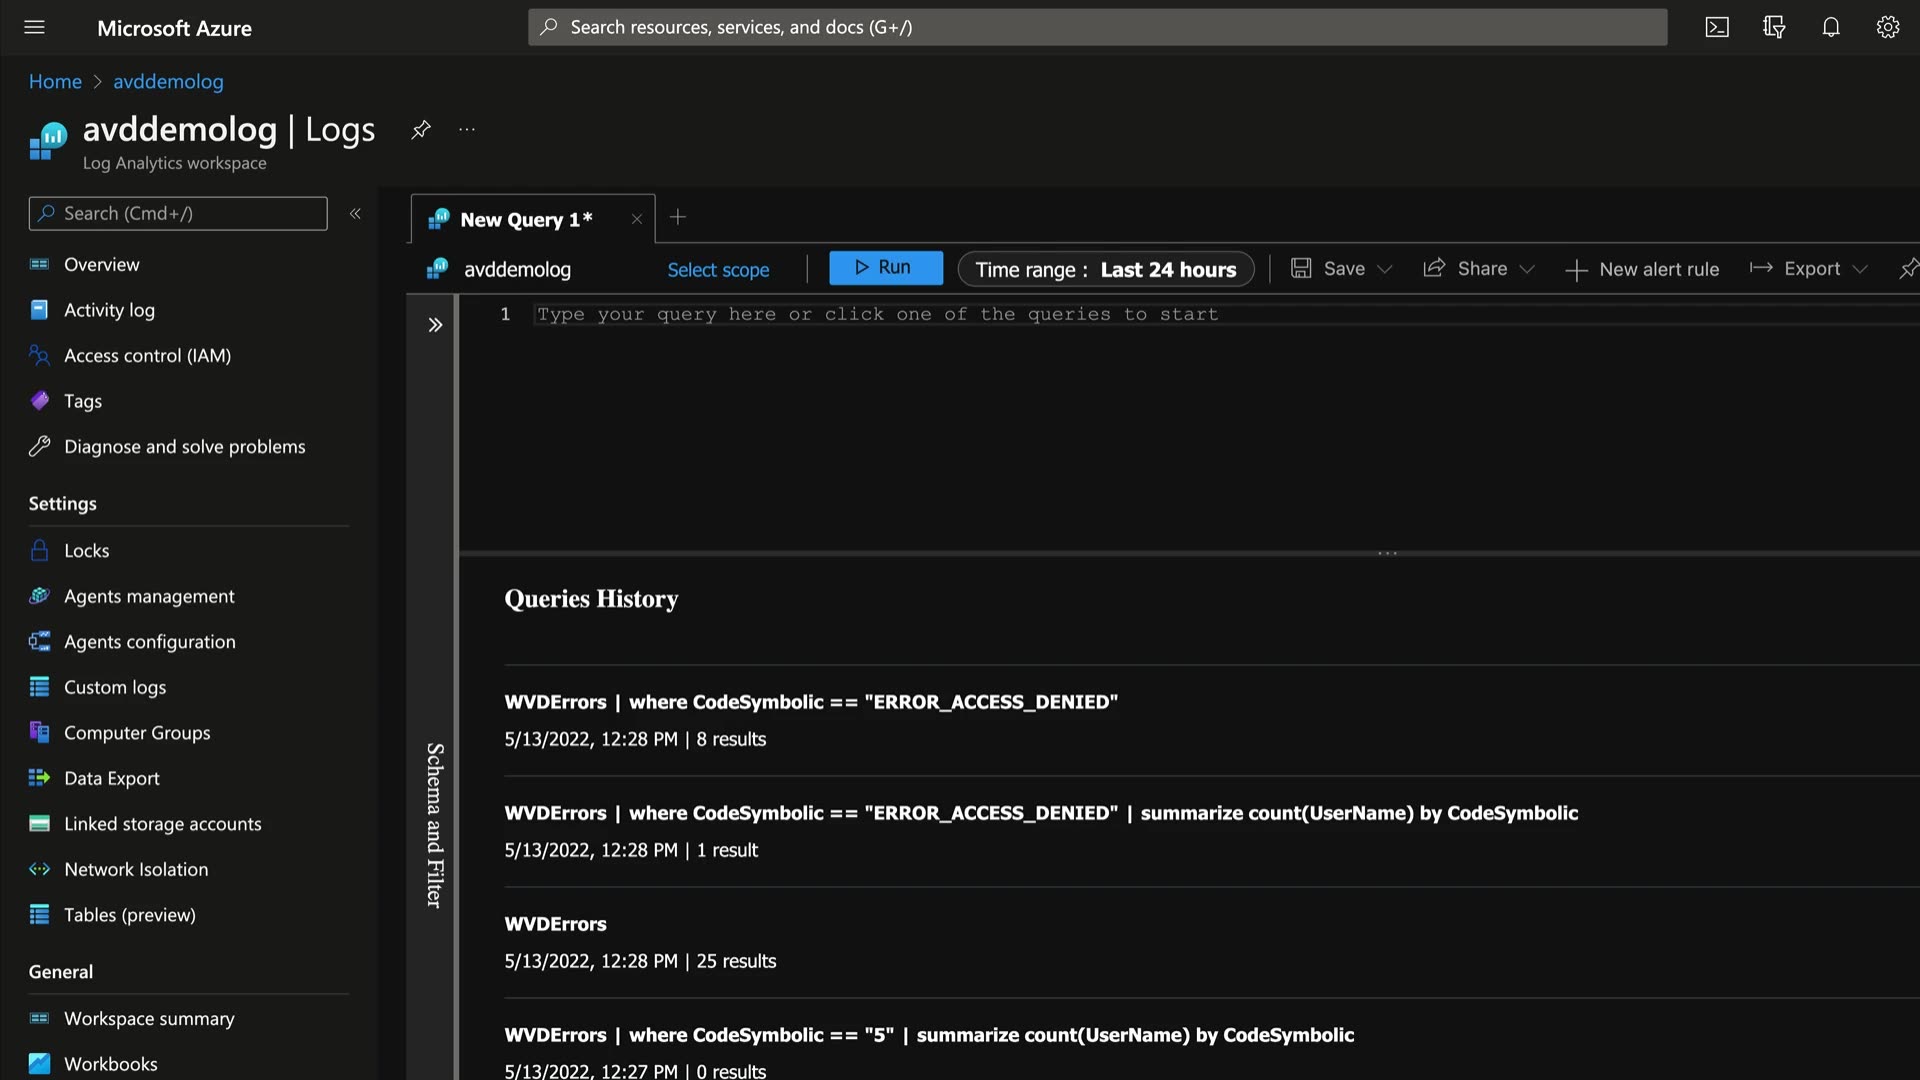 Microsoft Azure
Search resources, services, and docs (G+/)
Home > avddemolog
avddemolog | Logs
Log Analytics workspace
Search (Cmd+/)
Overview
Activity log
Access control (IAM)
Tags
Diagnose and solve problems
Settings
Locks
Agents management
Agents configuration
Custom logs
Computer Groups
Data Export
Linked storage accounts
Network Isolation
Tables (preview)
General
Workspace summary
Workbooks
New Query 1*
avddemolog Select scope Run Time range : Last 24 hours Save Share New alert rule Export
1 Type your query here or click one of the queries to start
Schema and Filter
Queries History
WVDErrors | where CodeSymbolic == "ERROR_ACCESS_DENIED"
5/13/2022, 12:28 PM | 8 results
WVDErrors | where CodeSymbolic == "ERROR_ACCESS_DENIED" | summarize count(UserName) by CodeSymbolic
5/13/2022, 12:28 PM | 1 result
WVDErrors
5/13/2022, 12:28 PM | 25 results
WVDErrors | where CodeSymbolic == "5" | summarize count(UserName) by CodeSymbolic
5/13/2022, 12:27 PM | 0 results